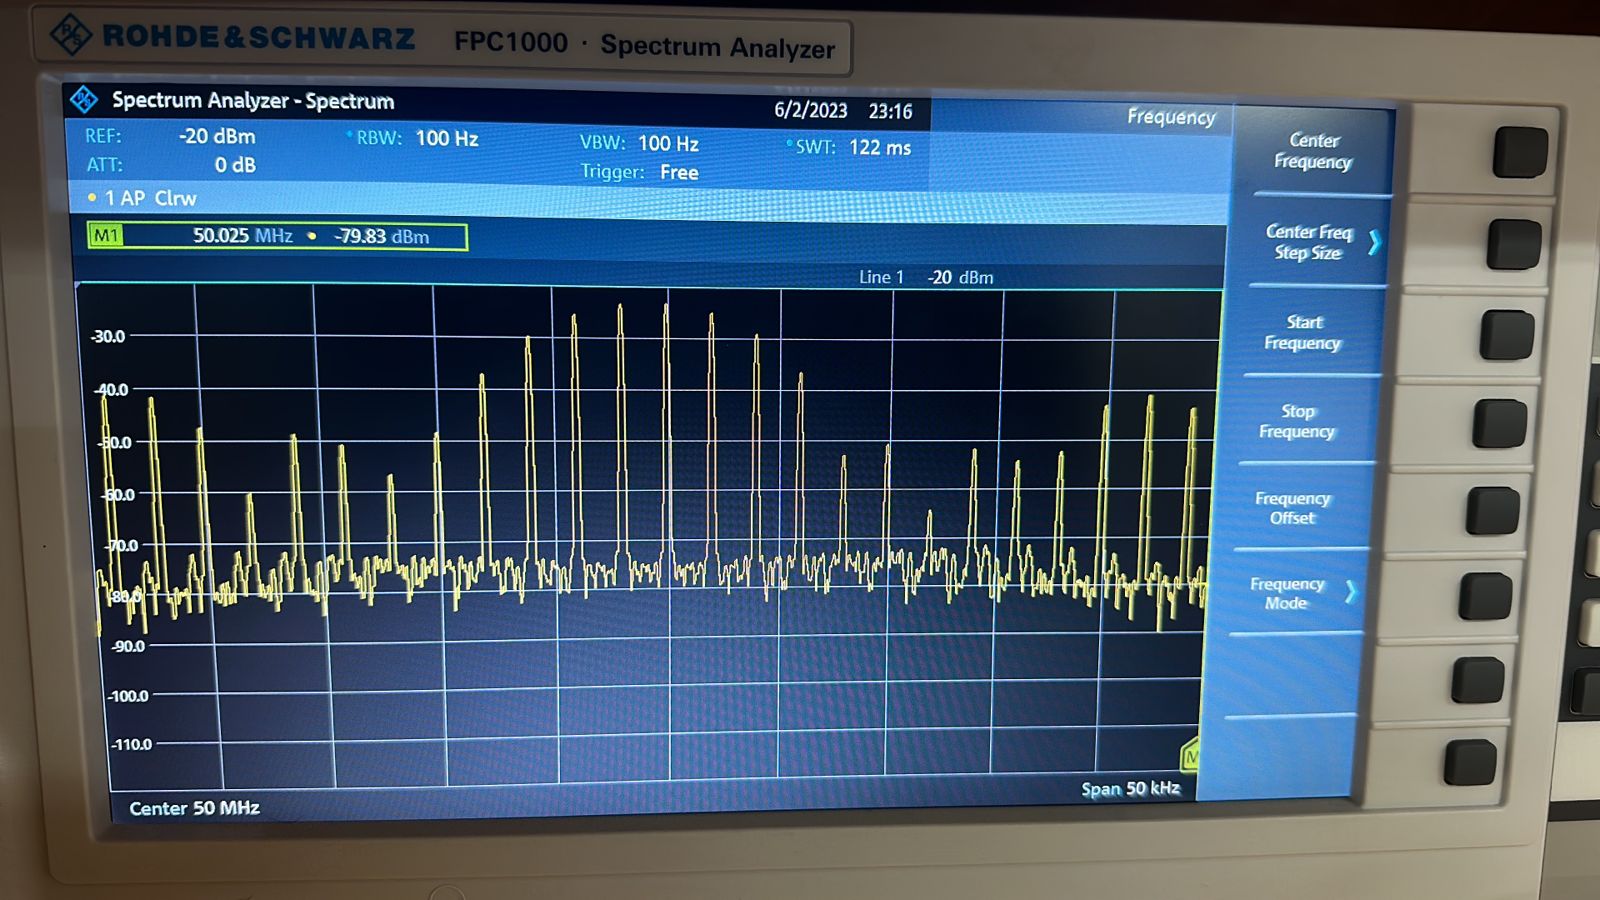 ROHDE&SCHWARZ FPC1000 · Spectrum Analyzer
Spectrum Analyzer - Spectrum 6/2/2023 23:16 Frequency
REF: -20 dBm RBW: 100 Hz VBW: 100 Hz SWT: 122 ms
ATT: 0 dB Trigger: Free
1 AP Clrw
M1 50.025 MHz -79.83 dBm
Line 1 -20 dBm
-30.0
-40.0
-50.0
-60.0
-70.0
-80.0
-90.0
-100.0
-110.0
M
Center 50 MHz Span 50 kHz
Center
Frequency
Center Freq
Step Size
Start
Frequency
Stop
Frequency
Frequency
Offset
Frequency
Mode